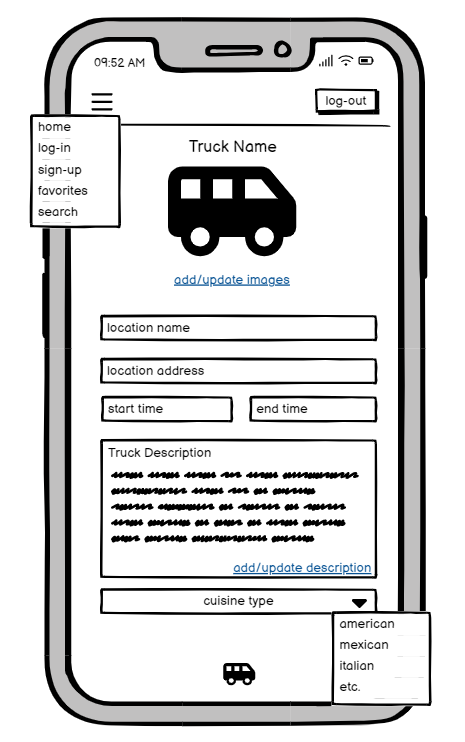 09:52 AM
log-out
home
log-in
sign-up
favorites
search
Truck Name
add/update images
location name
location address
start time
end time
Truck Description
add/update description
cuisine type
american
mexican
italian
etc.